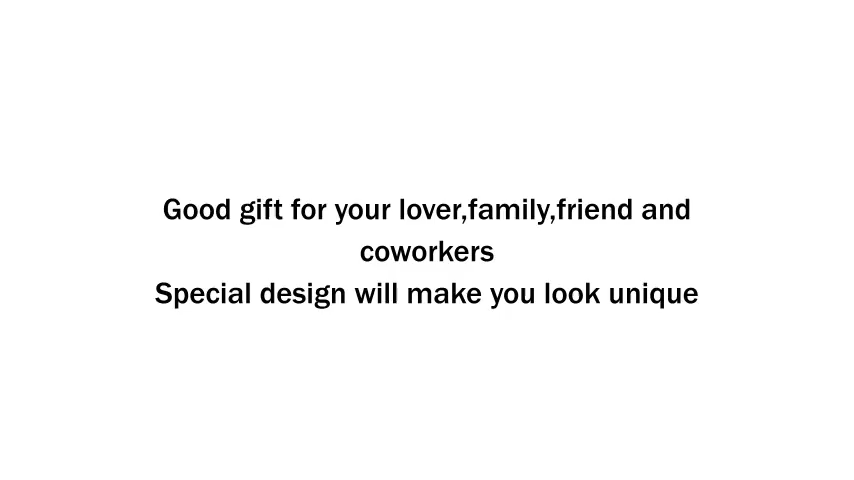 Good gift for your lover,family,friend and
coworkers
Special design will make you look unique